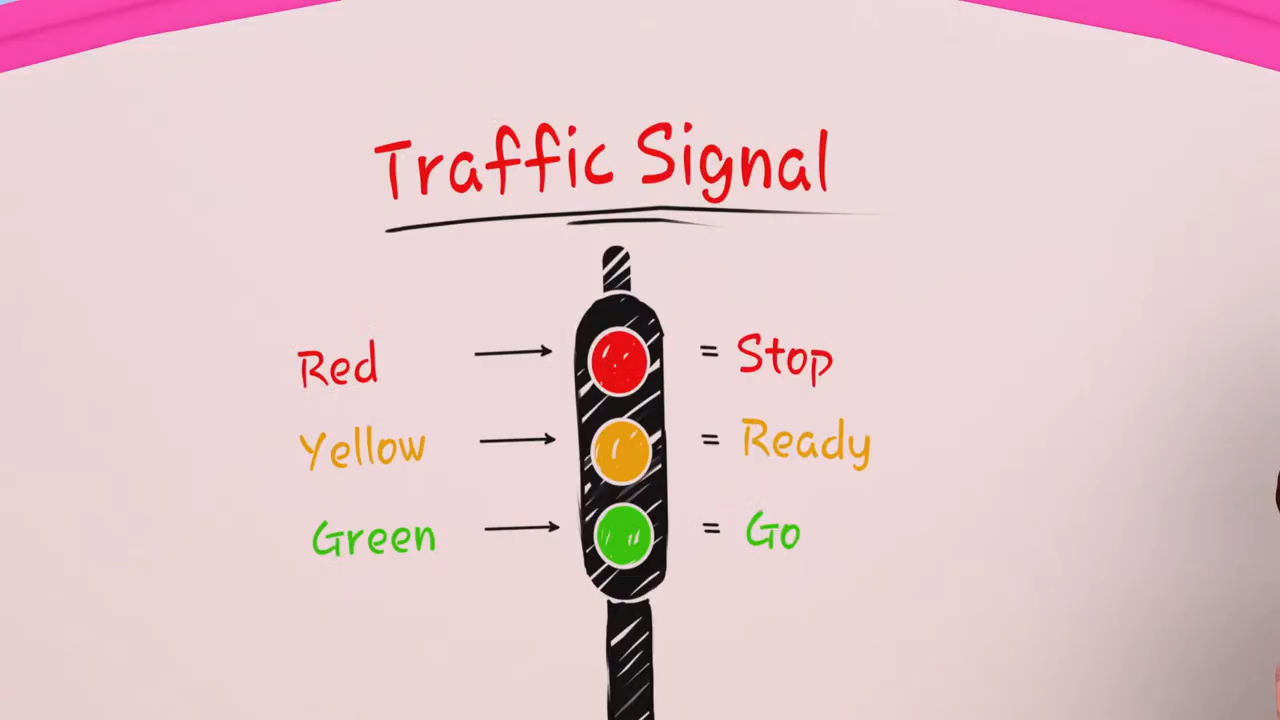 Traffic Signal
Red → = Stop
Yellow → = Ready
Green → = Go